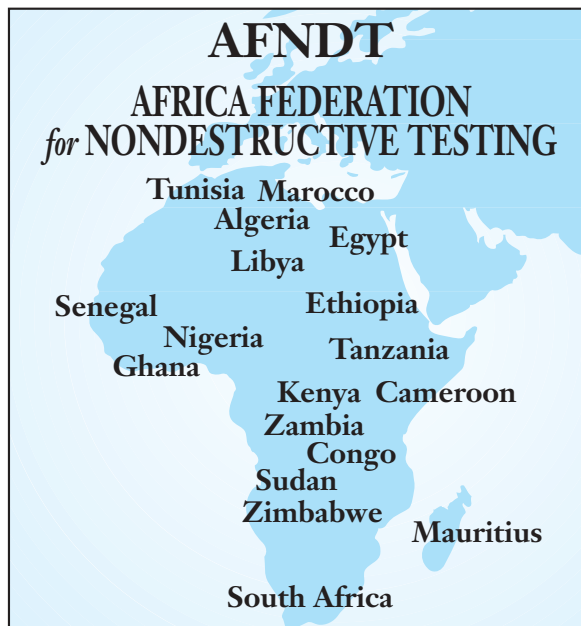 AFNDT
AFRICA FEDERATION
for NONDESTRUCTIVE TESTING
Tunisia Marocco
Algeria
Egypt
Libya
Senegal
Ethiopia
Nigeria
Tanzania
Ghana
Kenya Cameroon
Zambia
Congo
Sudan
Zimbabwe
Mauritius
South Africa